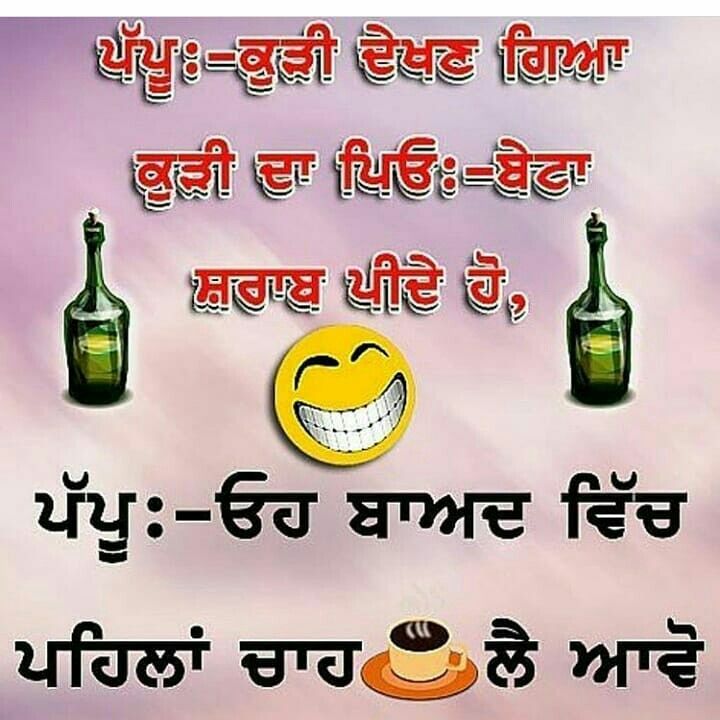 ਪੱਪੂਃ-ਕੁੜੀ ਦੇਖਣ ਗਿਆ
ਕੁੜੀ ਦਾ ਪਿਓਃ-ਬੇਟਾ
ਸ਼ਰਾਬ ਪੀਦੇ ਹੋ,
ਪੱਪੂਃ-ਓਹ ਬਾਅਦ ਵਿੱਚ
ਪਹਿਲਾਂ ਚਾਹ ਲੈ ਆਵੋ